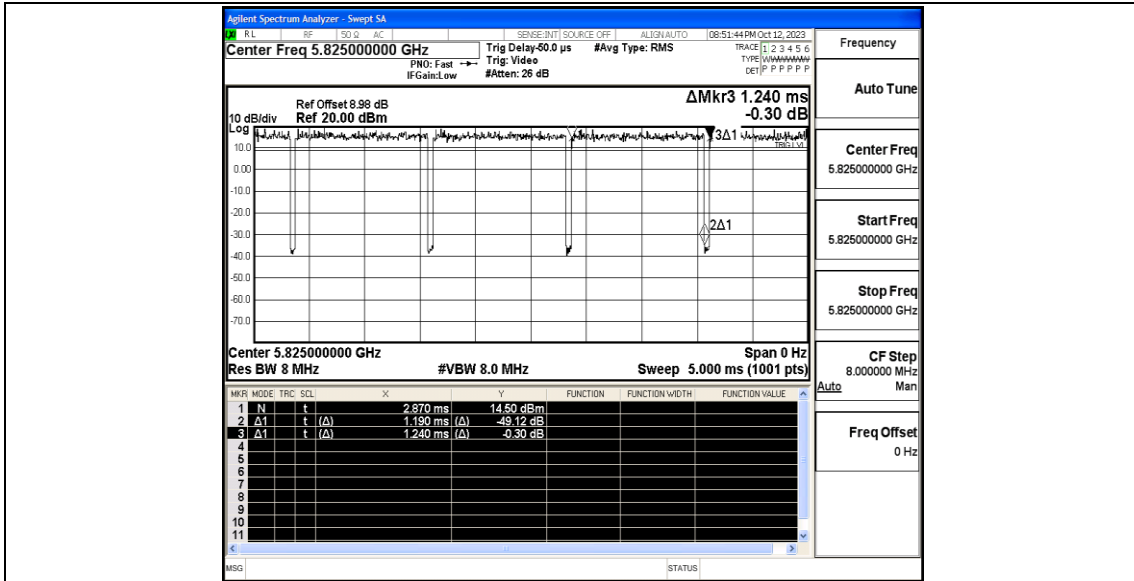 Agilent Spectrum Analyzer - Swept SA
LXI RL RF 50 Ω AC SENSE:INT SOURCE OFF ALIGNAUTO 08:51:44 PM Oct 12, 2023
Center Freq 5.825000000 GHz
PNO: Fast
IFGain:Low
Trig Delay-50.0 µs #Avg Type: RMS
Trig: Video
#Atten: 26 dB
TRACE 1 2 3 4 5 6
TYPE
DET P P P P P P
Frequency
ΔMkr3 1.240 ms
-0.30 dB
Ref Offset 8.98 dB
10 dB/div Ref 20.00 dBm
Log
10.0
0.00
-10.0
-20.0
-30.0
-40.0
-50.0
-60.0
-70.0
3Δ1
TRIG LVL
2Δ1
Center 5.825000000 GHz Span 0 Hz
Res BW 8 MHz #VBW 8.0 MHz Sweep 5.000 ms (1001 pts)
MKR MODE TRC SCL X Y FUNCTION FUNCTION WIDTH FUNCTION VALUE
1 N t 2.870 ms 14.50 dBm
2 Δ1 t (Δ) 1.190 ms (Δ) -49.12 dB
3 Δ1 t (Δ) 1.240 ms (Δ) -0.30 dB
4
5
6
7
8
9
10
11
MSG STATUS
Auto Tune
Center Freq
5.825000000 GHz
Start Freq
5.825000000 GHz
Stop Freq
5.825000000 GHz
CF Step
8.000000 MHz
Auto Man
Freq Offset
0 Hz